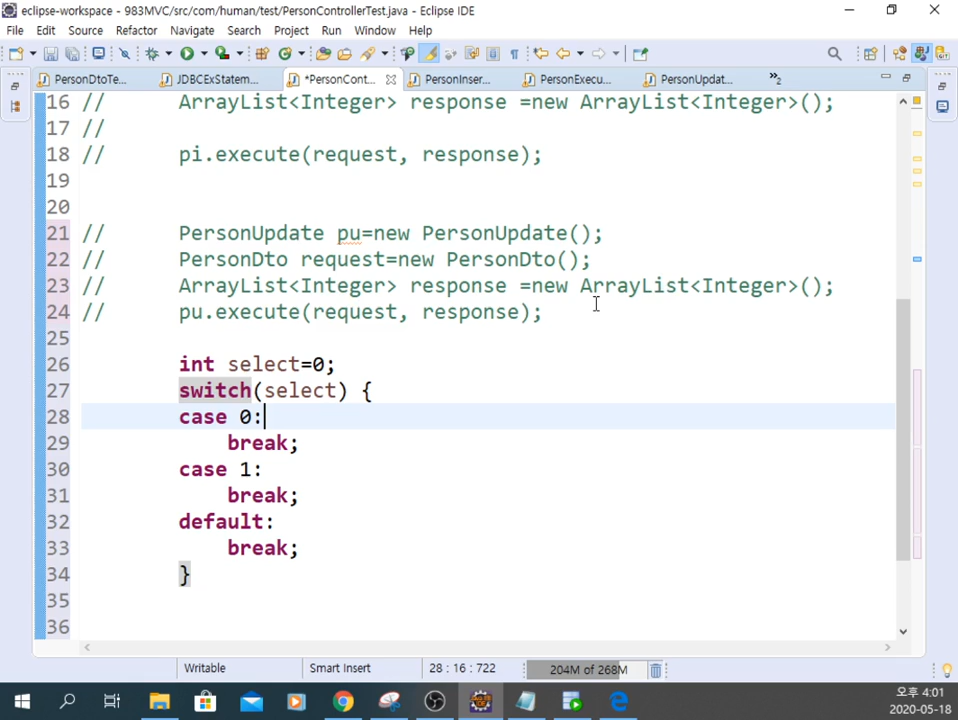 eclipse-workspace - 983MVC/src/com/human/test/PersonControllerTest.java - Eclipse IDE
File Edit Source Refactor Navigate Search Project Run Window Help
PersonDtoTe... JDBCExStatem... *PersonCont... PersonInser... PersonExecu... PersonUpdat... »2
16 // ArrayList<Integer> response =new ArrayList<Integer>();
17 //
18 // pi.execute(request, response);
19
20
21 // PersonUpdate pu=new PersonUpdate();
22 // PersonDto request=new PersonDto();
23 // ArrayList<Integer> response =new ArrayList<Integer>();
24 // pu.execute(request, response);
25
26 int select=0;
27 switch(select) {
28 case 0:
29 break;
30 case 1:
31 break;
32 default:
33 break;
34 }
35
36
Writable Smart Insert 28 : 16 : 722 204M of 268M
오후 4:01
2020-05-18